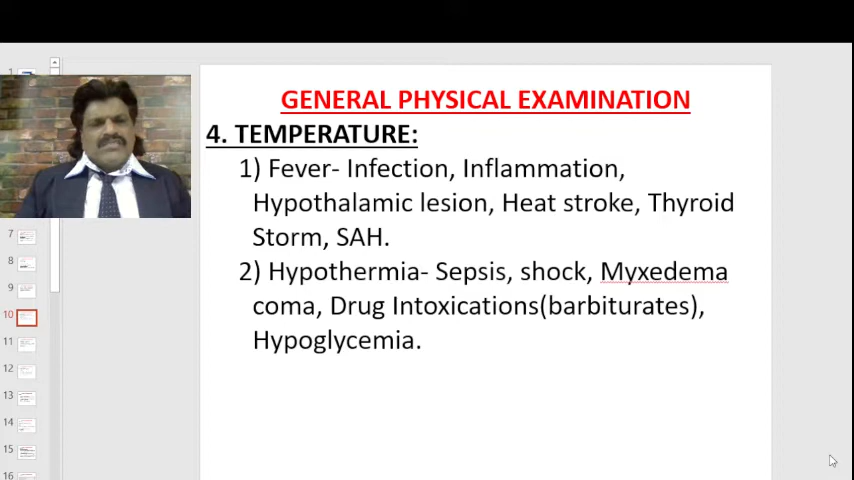 GENERAL PHYSICAL EXAMINATION
4. TEMPERATURE:
1) Fever- Infection, Inflammation,
Hypothalamic lesion, Heat stroke, Thyroid
Storm, SAH.
2) Hypothermia- Sepsis, shock, Myxedema
coma, Drug Intoxications(barbiturates),
Hypoglycemia.
7
8
9
10
11
12
13
14
15
16